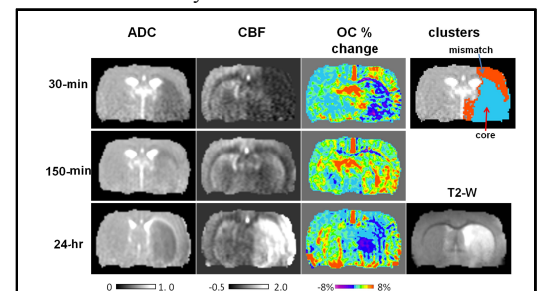 ADC CBF OC % change clusters
mismatch
30-min
core
150-min
T2-W
24-hr
0 1. 0 -0.5 2.0 -8% 8%